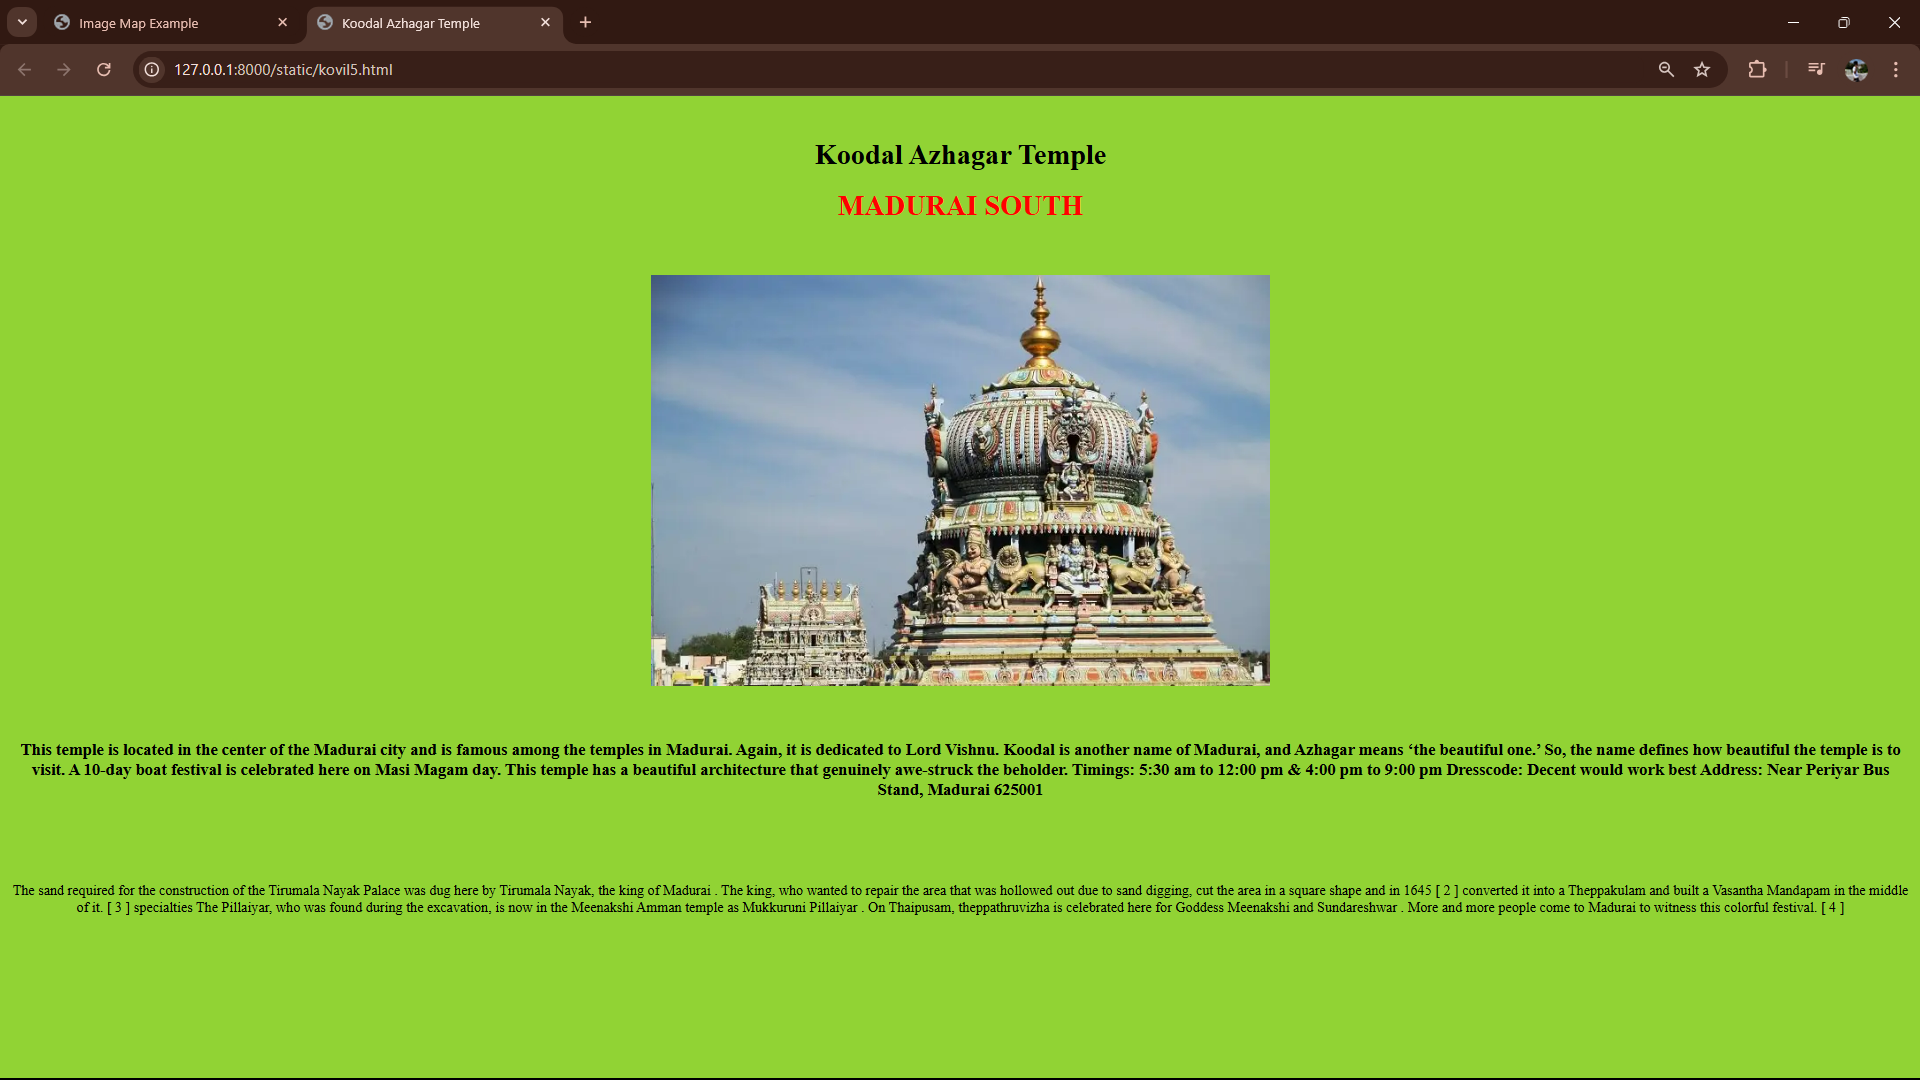 Image Map Example
Koodal Azhagar Temple
127.0.0.1:8000/static/kovil5.html
Koodal Azhagar Temple
MADURAI SOUTH
This temple is located in the center of the Madurai city and is famous among the temples in Madurai. Again, it is dedicated to Lord Vishnu. Koodal is another name of Madurai, and Azhagar means ‘the beautiful one.’ So, the name defines how beautiful the temple is to
visit. A 10-day boat festival is celebrated here on Masi Magam day. This temple has a beautiful architecture that genuinely awe-struck the beholder. Timings: 5:30 am to 12:00 pm & 4:00 pm to 9:00 pm Dresscode: Decent would work best Address: Near Periyar Bus
Stand, Madurai 625001
The sand required for the construction of the Tirumala Nayak Palace was dug here by Tirumala Nayak, the king of Madurai . The king, who wanted to repair the area that was hollowed out due to sand digging, cut the area in a square shape and in 1645 [ 2 ] converted it into a Theppakulam and built a Vasantha Mandapam in the middle
of it. [ 3 ] specialties The Pillaiyar, who was found during the excavation, is now in the Meenakshi Amman temple as Mukkuruni Pillaiyar . On Thaipusam, theppathruvizha is celebrated here for Goddess Meenakshi and Sundareshwar . More and more people come to Madurai to witness this colorful festival. [ 4 ]